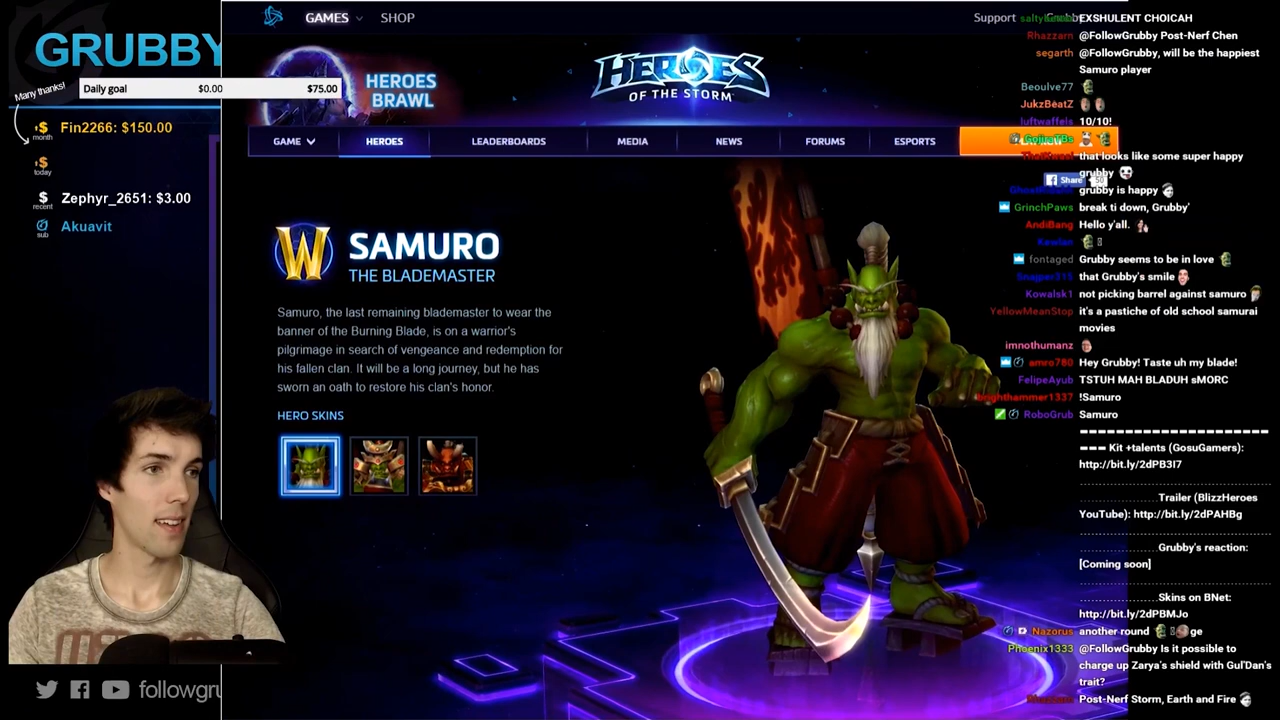 GRUBBY
Many thanks!
Daily goal $0.00 $75.00
$ month Fin2266: $150.00
$ today
$ recent Zephyr_2651: $3.00
sub Akuavit
followgru
GAMES SHOP Support Grubby
HEROES
BRAWL
HEROES
OF THE STORM
GAME HEROES LEADERBOARDS MEDIA NEWS FORUMS ESPORTS
Share 50
W SAMURO
THE BLADEMASTER
Samuro, the last remaining blademaster to wear the
banner of the Burning Blade, is on a warrior's
pilgrimage in search of vengeance and redemption for
his fallen clan. It will be a long journey, but he has
sworn an oath to restore his clan's honor.
HERO SKINS
EXSHULENT CHOICAH
Rhazzarn @FollowGrubby Post-Nerf Chen
segarth @FollowGrubby, will be the happiest
Samuro player
Beoulve77
JukzBeatZ
luftwaffels 10/10!
that looks like some super happy
grubby
grubby is happy
GrinchPaws break ti down, Grubby'
AndiBang Hello y'all.
Kawlan
fontaged Grubby seems to be in love
Snajper315 that Grubby's smile
Kowalsk1 not picking barrel against samuro
YellowMeanStop it's a pastiche of old school samurai
movies
imnothumanz
amro780 Hey Grubby! Taste uh my blade!
FelipeAyub TSTUH MAH BLADUH sMORC
brighthammer1337 !Samuro
RoboGrub Samuro
Kit +talents (GosuGamers):
http://bit.ly/2dPB3I7
Trailer (BlizzHeroes
YouTube): http://bit.ly/2dPAHBg
Grubby's reaction:
[Coming soon]
Skins on BNet:
http://bit.ly/2dPBMJo
Nazorus another round ge
Phoenix1333 @FollowGrubby Is it possible to
charge up Zarya's shield with Gul'Dan's
trait?
Rhazzarn Post-Nerf Storm, Earth and Fire